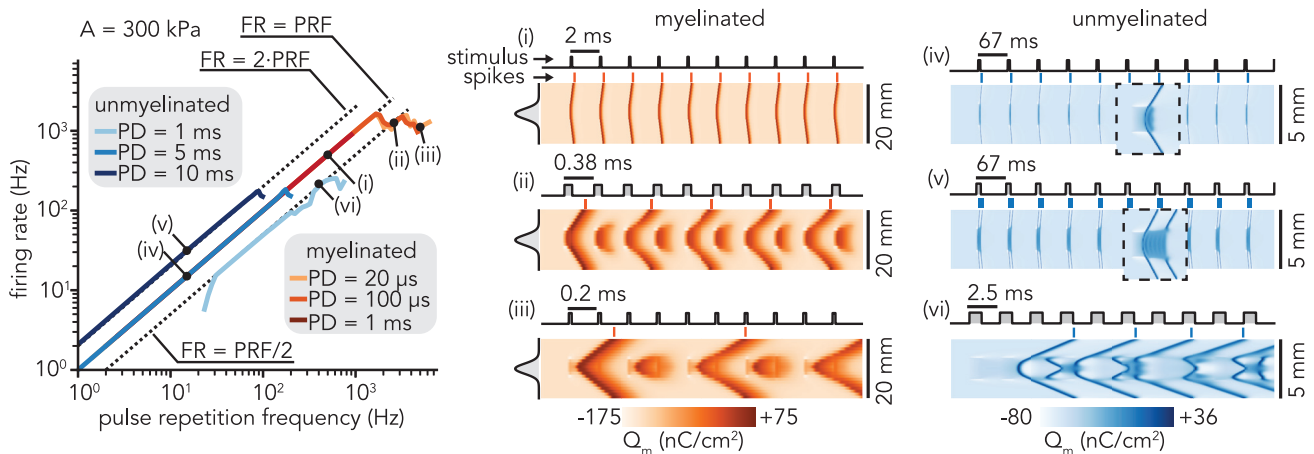 A = 300 kPa
FR = PRF
FR = 2·PRF
unmyelinated
PD = 1 ms
PD = 5 ms
PD = 10 ms
(v)
(iv)
(ii)
(iii)
(i)
(vi)
myelinated
PD = 20 µs
PD = 100 µs
PD = 1 ms
FR = PRF/2
firing rate (Hz)
10³
10²
10¹
10⁰
10⁰
10¹
10²
10³
pulse repetition frequency (Hz)
myelinated
(i)
2 ms
stimulus
spikes
20 mm
(ii)
0.38 ms
20 mm
(iii)
0.2 ms
20 mm
-175
+75
Qm (nC/cm²)
unmyelinated
(iv)
67 ms
5 mm
(v)
67 ms
5 mm
(vi)
2.5 ms
5 mm
-80
+36
Qm (nC/cm²)